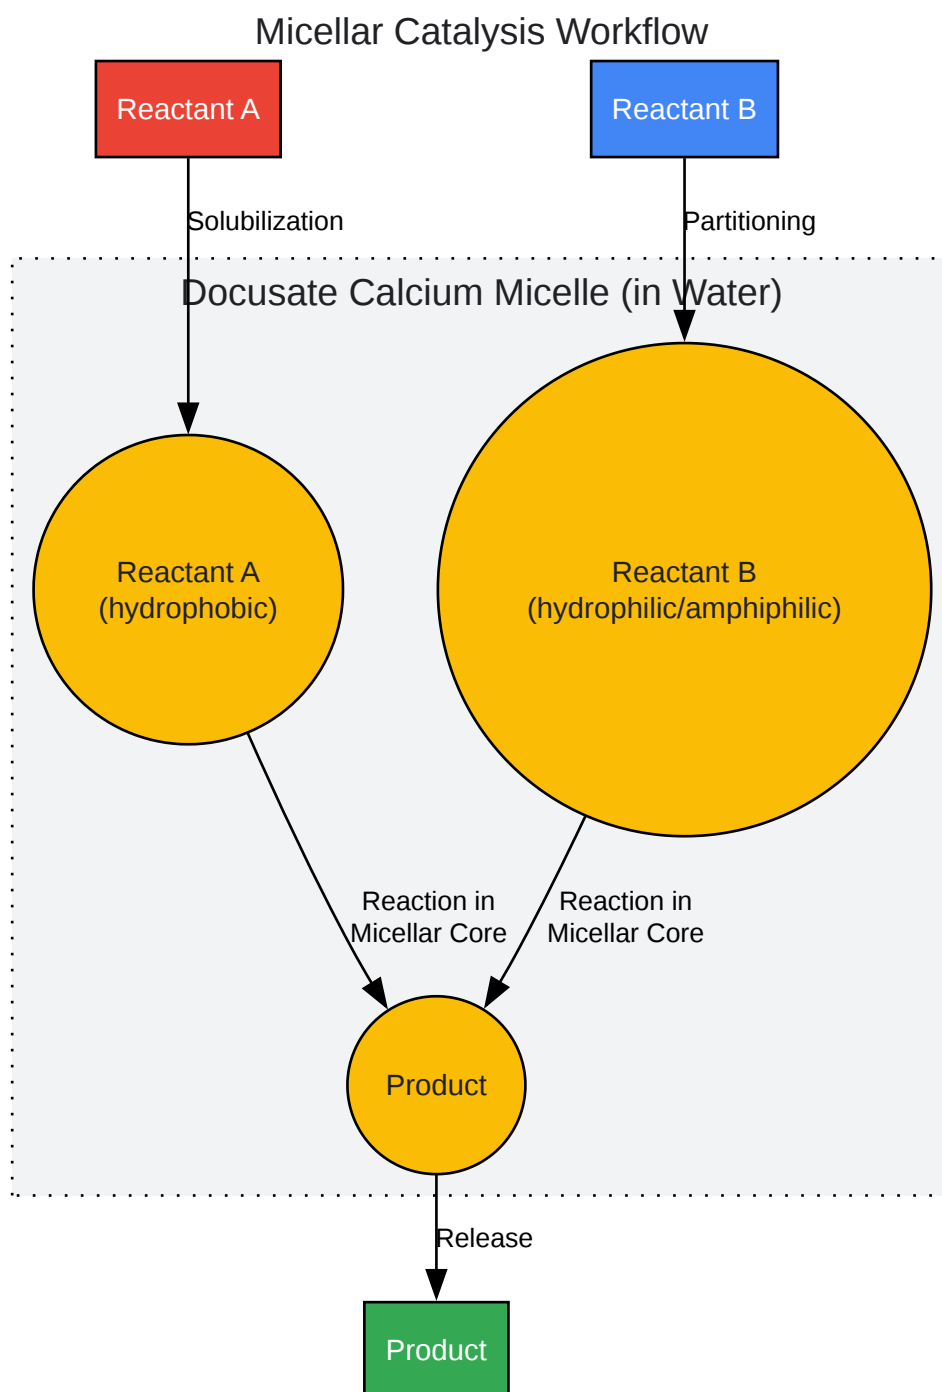 Micellar Catalysis Workflow
Reactant A
Reactant B
Solubilization
Partitioning
Docusate Calcium Micelle (in Water)
Reactant A
(hydrophobic)
Reactant B
(hydrophilic/amphiphilic)
Reaction in
Micellar Core
Reaction in
Micellar Core
Product
Release
Product